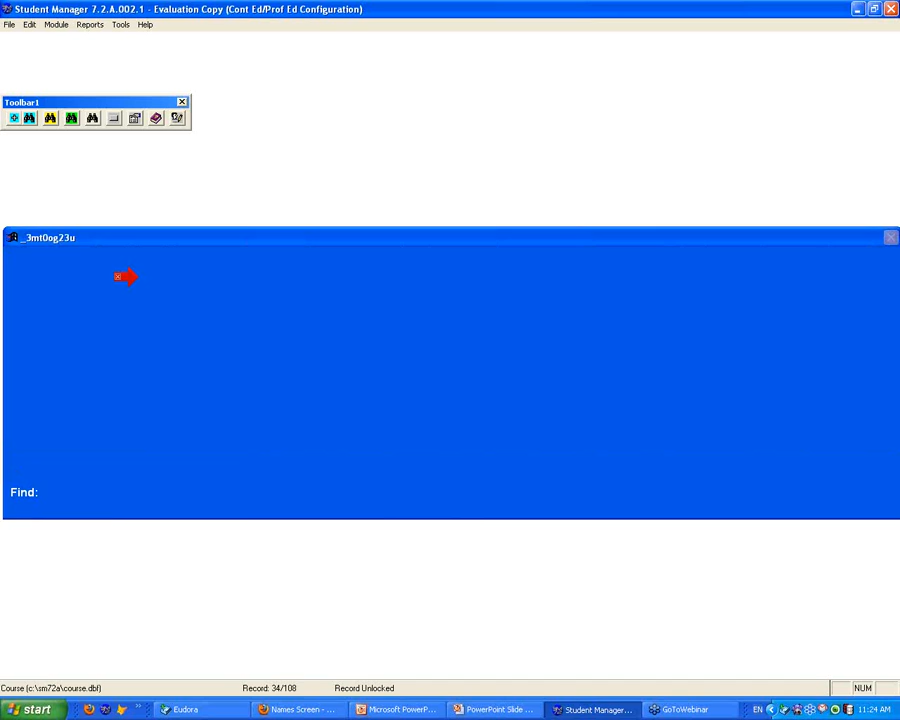 Student Manager 7.2.A.002.1 - Evaluation Copy (Cont Ed/Prof Ed Configuration)
File Edit Module Reports Tools Help
Toolbar1
_3mt0og23u
Find:
Course (c:\sm72a\course.dbf) Record: 34/108 Record Unlocked NUM
start Eudora Names Screen - ... Microsoft PowerP... PowerPoint Slide ... Student Manager... GoToWebinar EN 11:24 AM